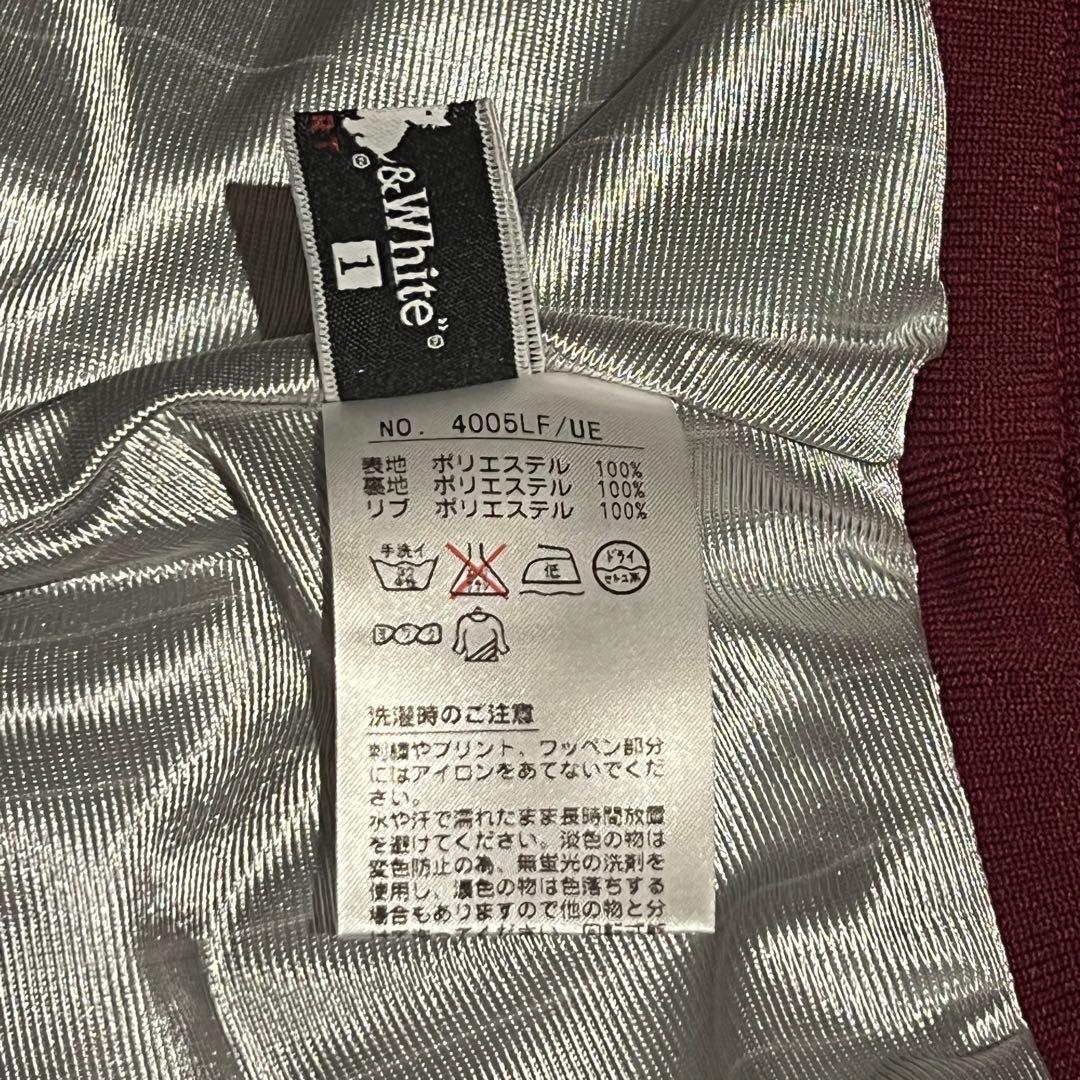 RT®
&White”®
1
NO. 4005LF/UE
表地 ポリエステル 100%
裏地 ポリエステル 100%
リブ ポリエステル 100%
手洗イ
低
ドライ
セキユ系
洗濯時のご注意
刺繍やプリント、ワッペン部分
にはアイロンをあてないでくだ
さい。
水や汗で濡れたまま長時間放置
を避けてください。淡色の物は
変色防止の為、無蛍光の洗剤を
使用し、濃色の物は色落ちする
場合もありますので他の物と分